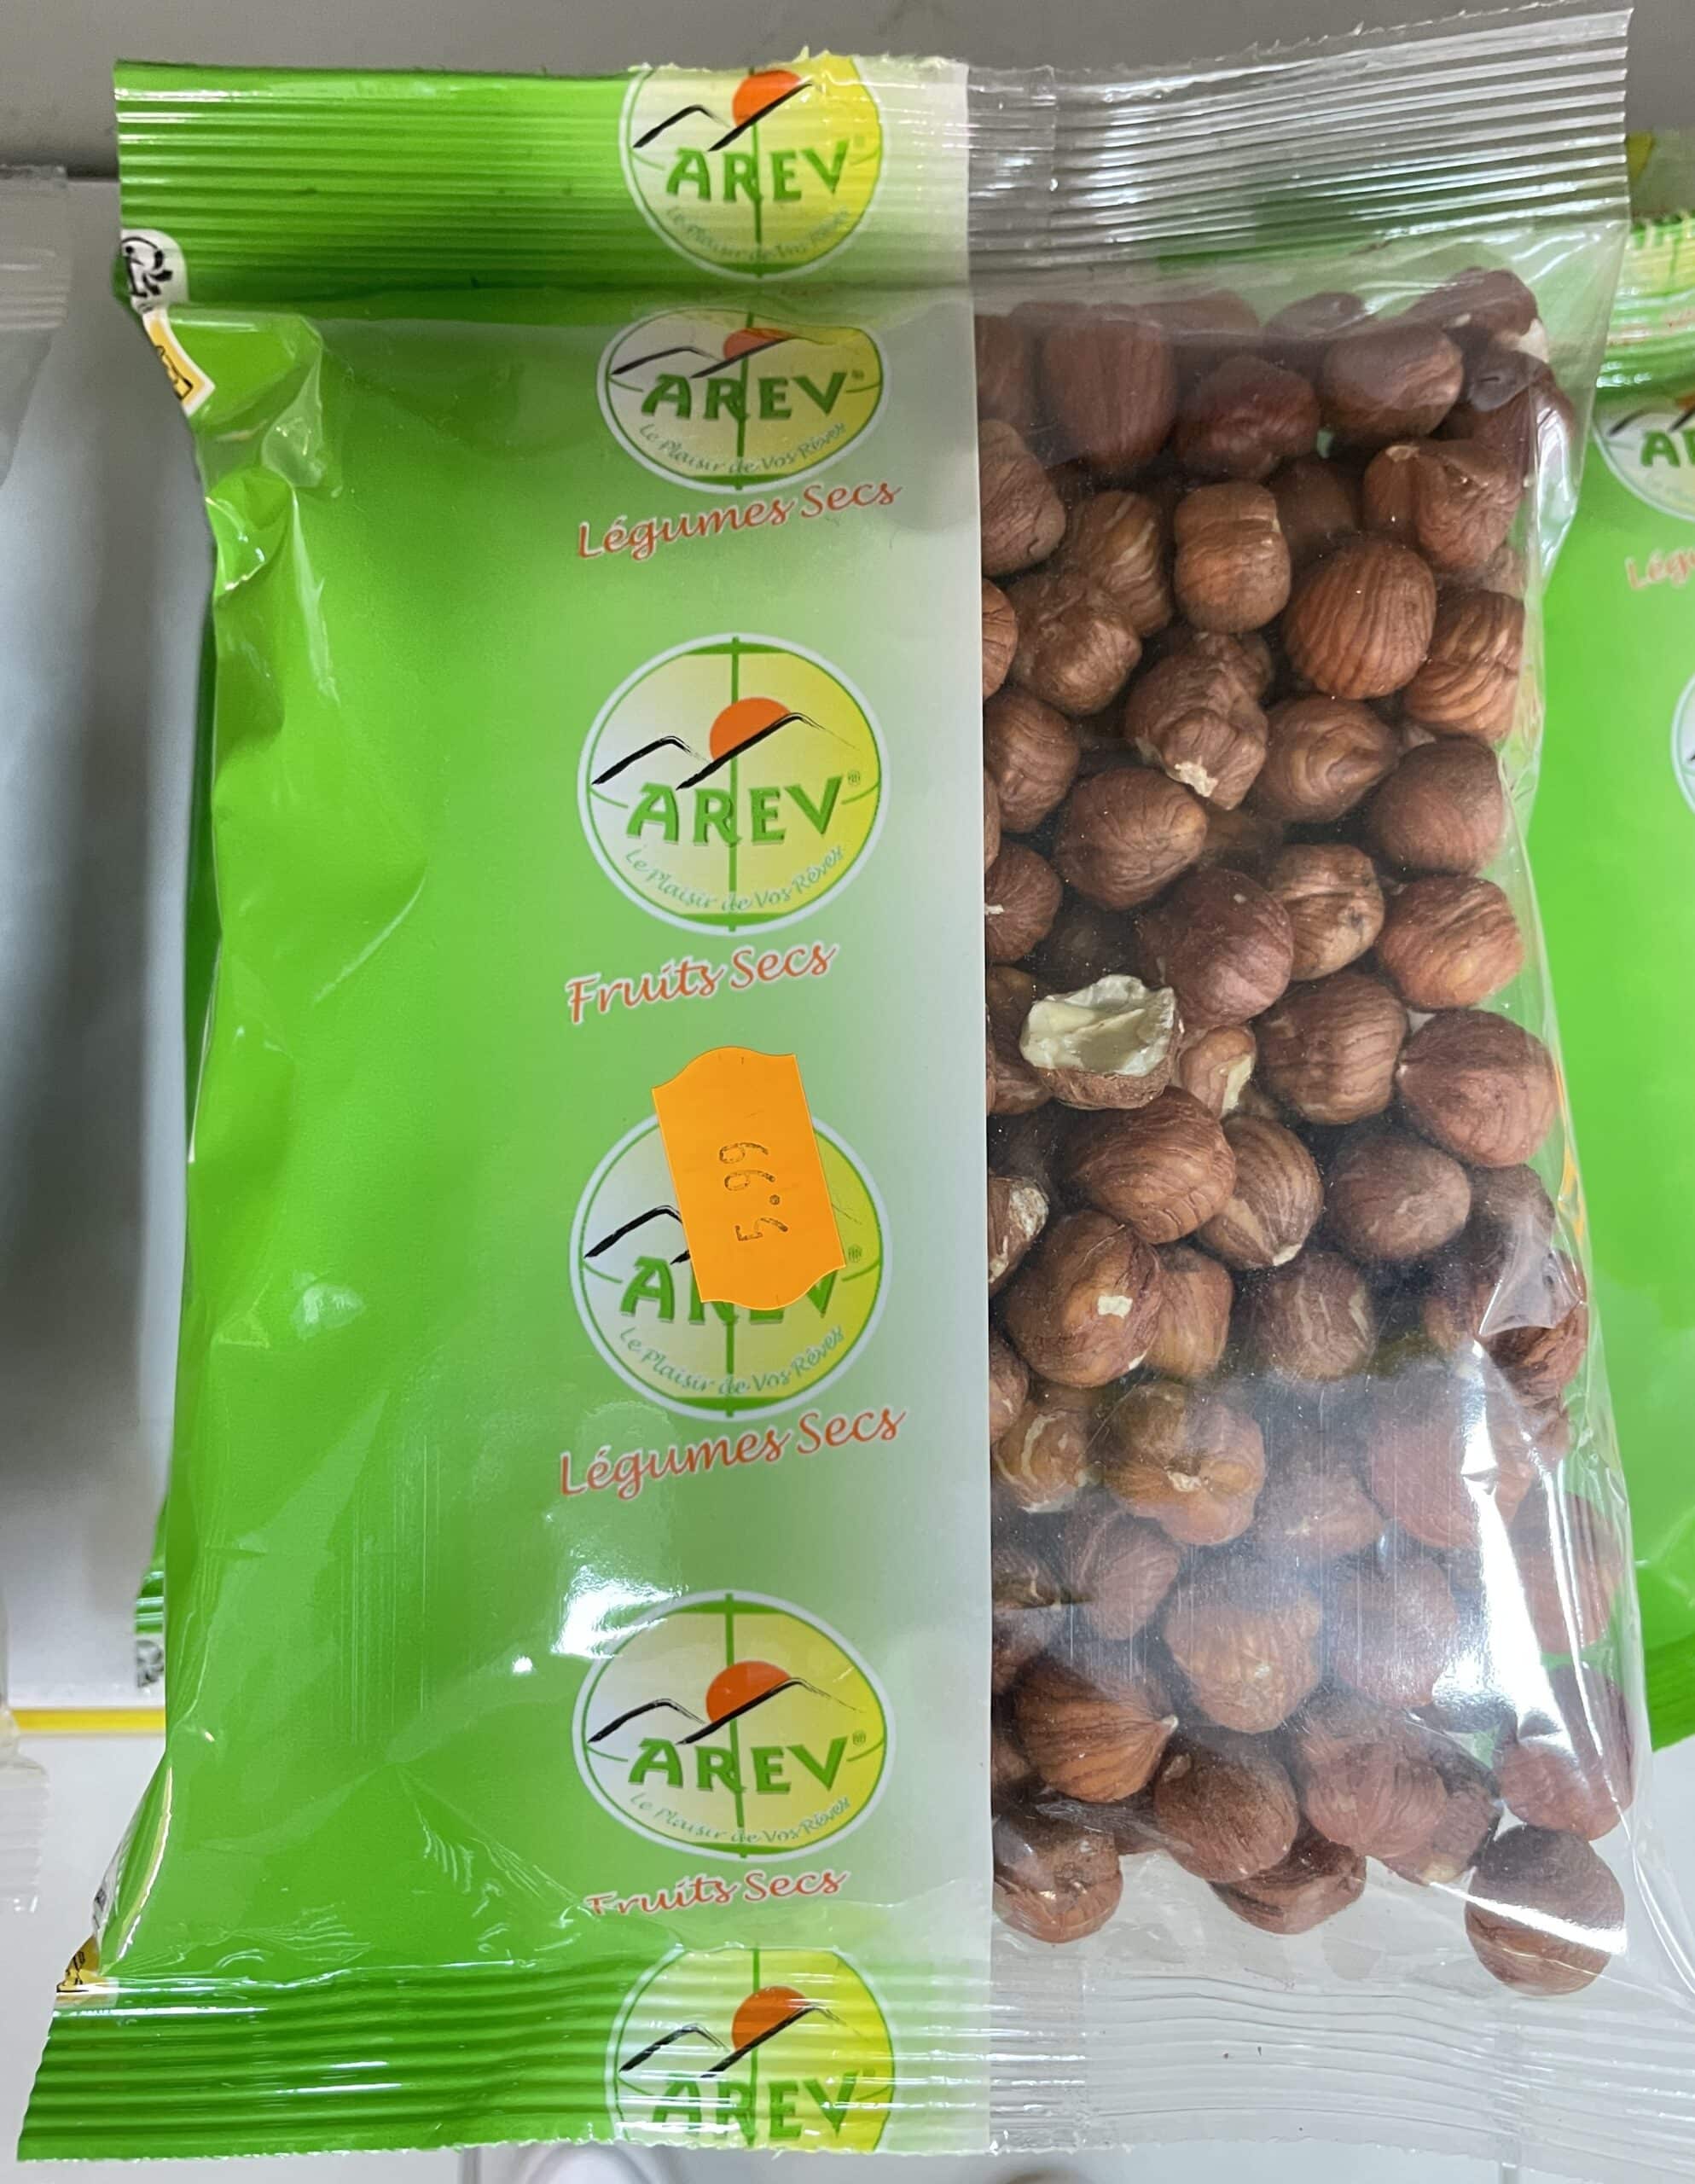 AREV
Le Plaisir de Vos Rêves
AREV®
Le Plaisir de Vos Rêves
Légumes Secs
AREV®
Le Plaisir de Vos Rêves
Fruits Secs
5.99
AREV®
Le Plaisir de Vos Rêves
Légumes Secs
AREV®
Le Plaisir de Vos Rêves
Fruits Secs
AREV